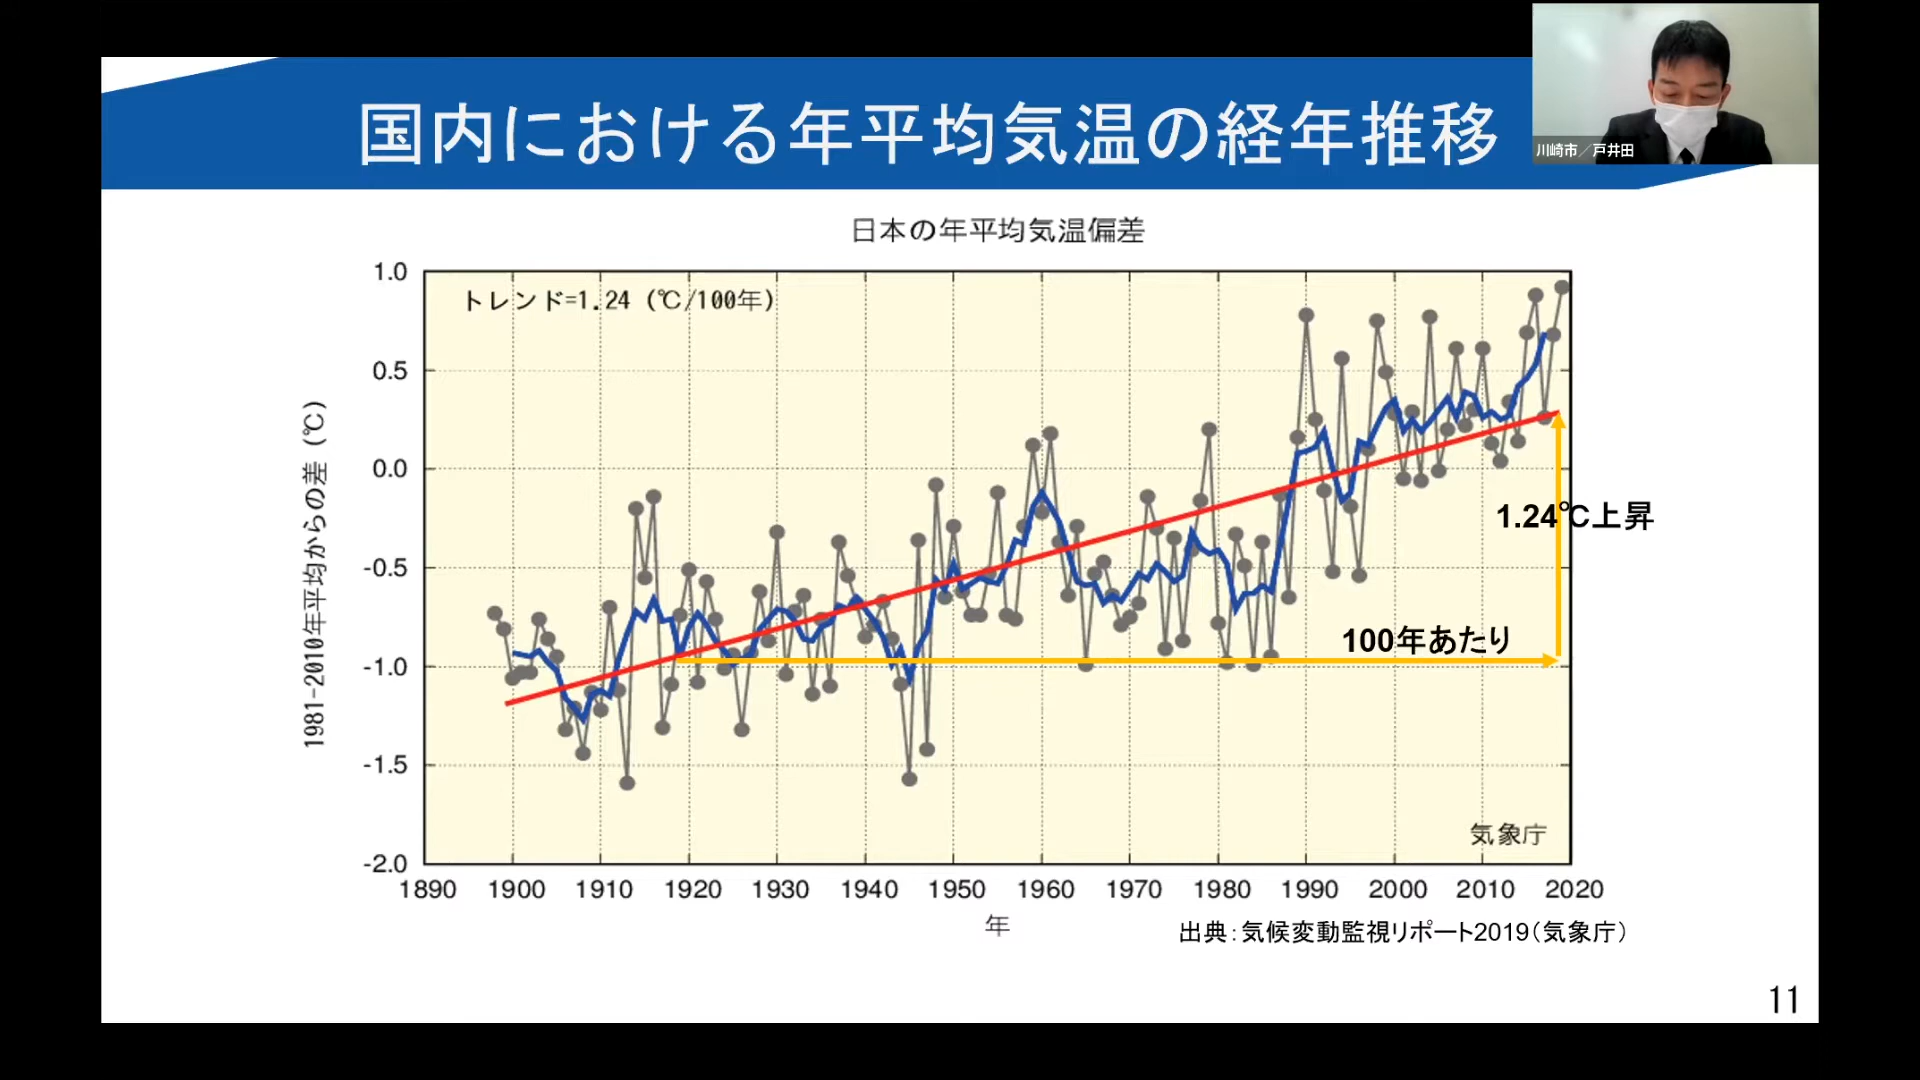 国内における年平均気温の経年推移
川崎市／戸井田
日本の年平均気温偏差
トレンド=1.24 (℃/100年)
1981-2010年平均からの差 (℃)
1.0
0.5
0.0
-0.5
-1.0
-1.5
-2.0
1.24℃上昇
100年あたり
気象庁
1890 1900 1910 1920 1930 1940 1950 1960 1970 1980 1990 2000 2010 2020
年
出典：気候変動監視リポート2019（気象庁）
11